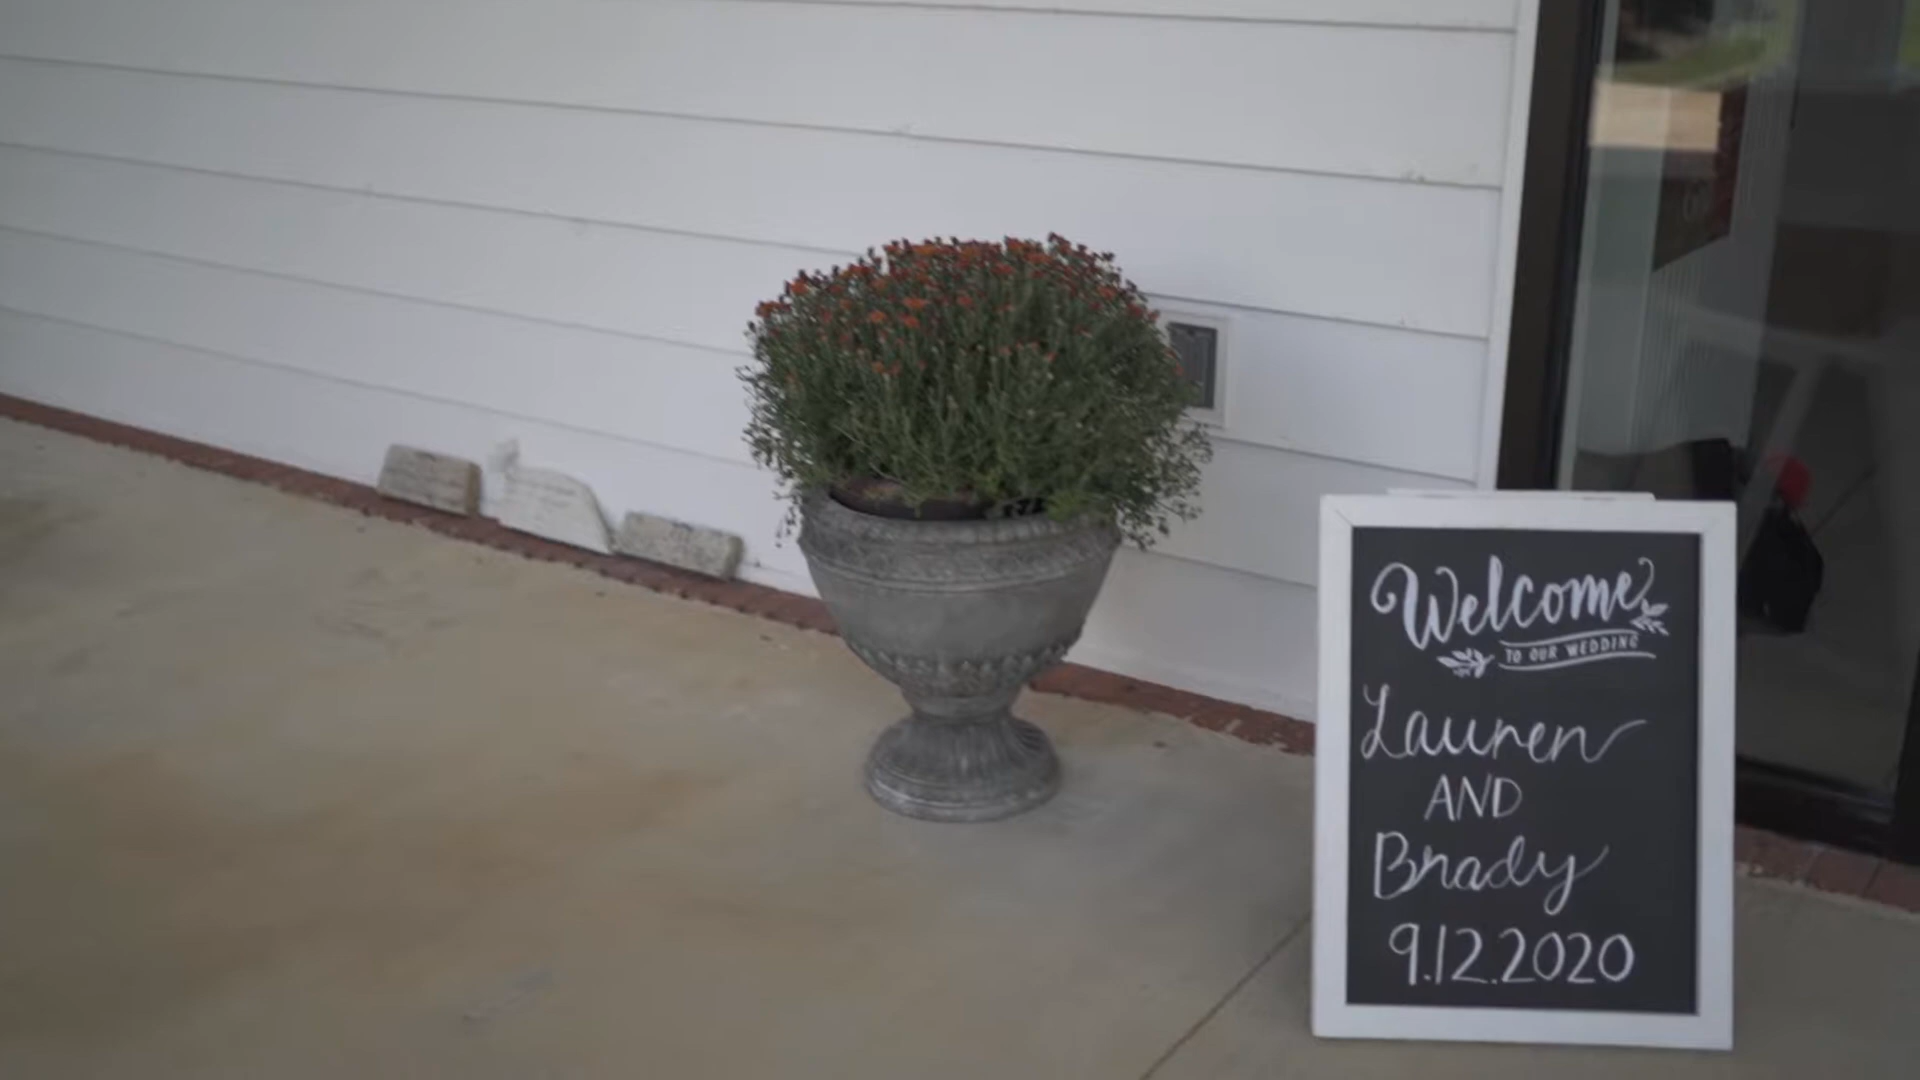 Welcome
TO OUR WEDDING
Lauren
AND
Brady
9.12.2020